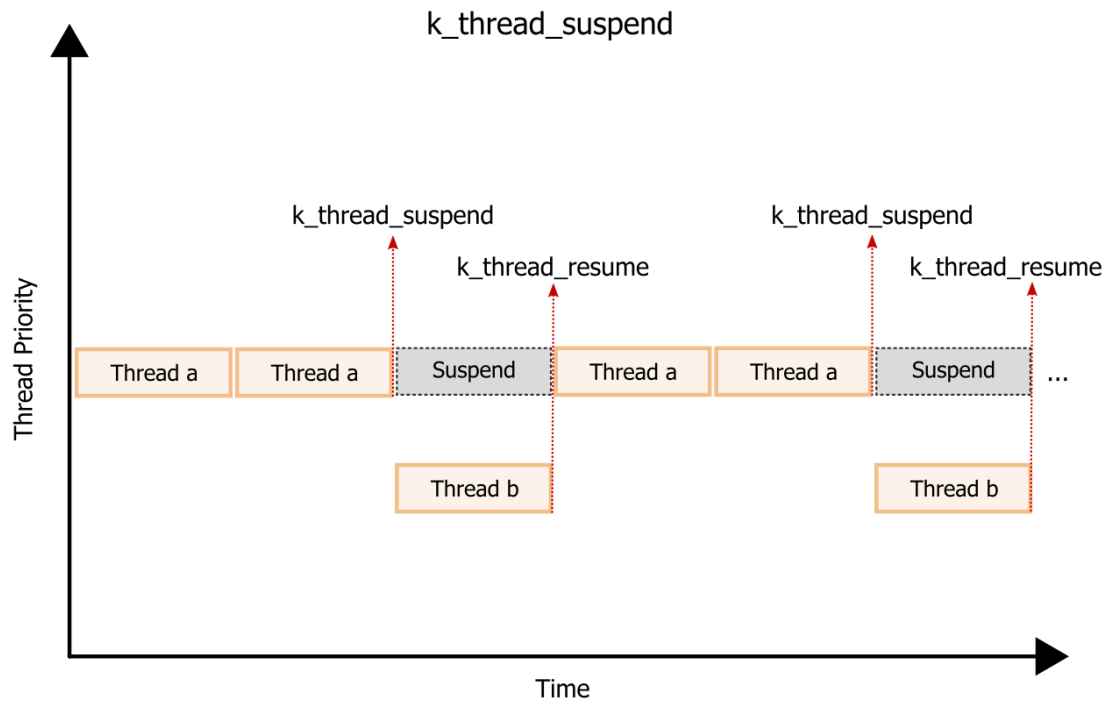 k_thread_suspend
k_thread_suspend
k_thread_suspend
k_thread_resume
k_thread_resume
Thread Priority
Thread a
Thread a
Suspend
Thread a
Thread a
Suspend
...
Thread b
Thread b
Time